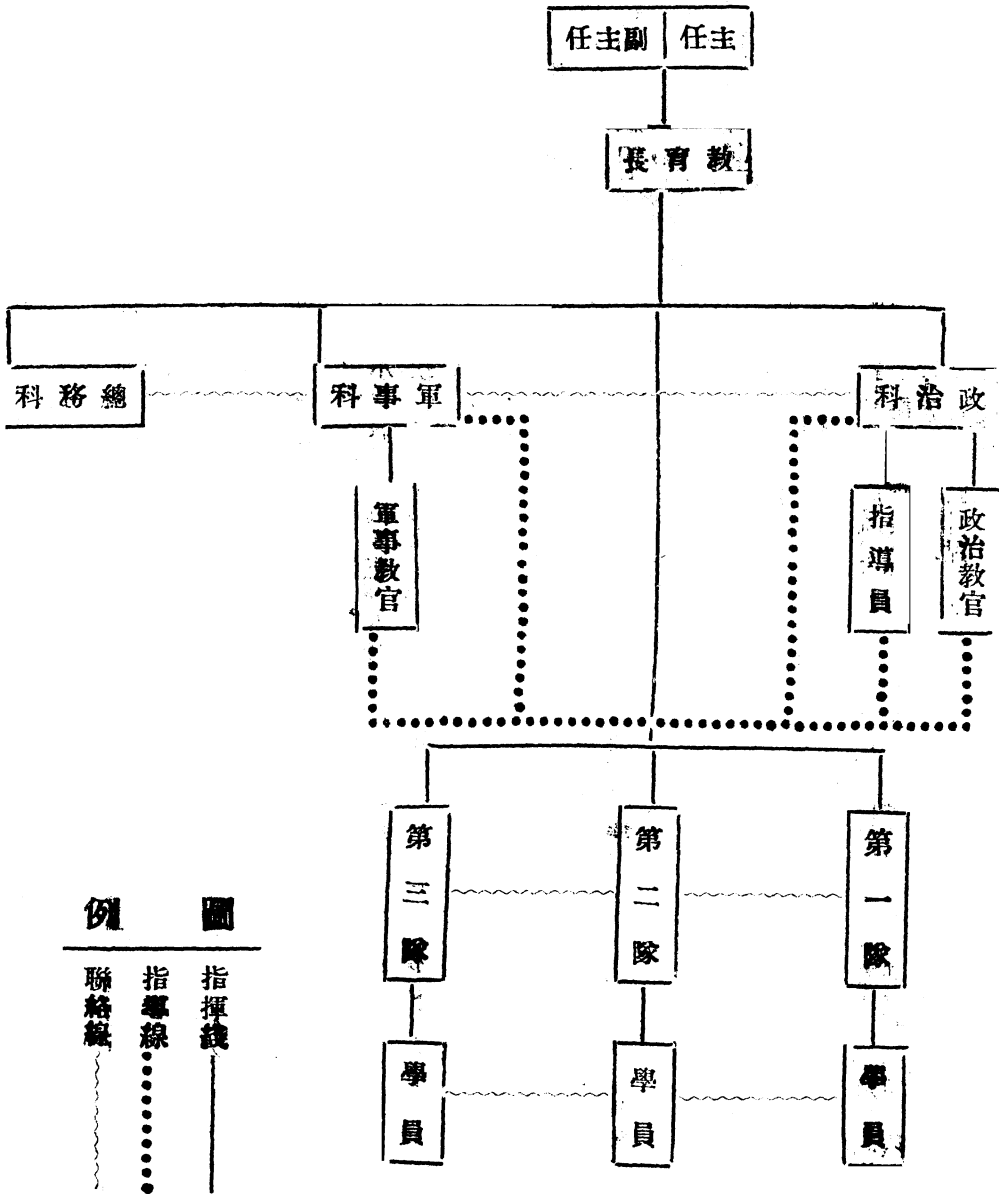 主任
副主任
教育長
政治科
軍事科
總務科
政治教官
指導員
軍事教官
第一隊
第二隊
第三隊
學員
學員
學員
圖例
指揮綫
指導線
聯絡線